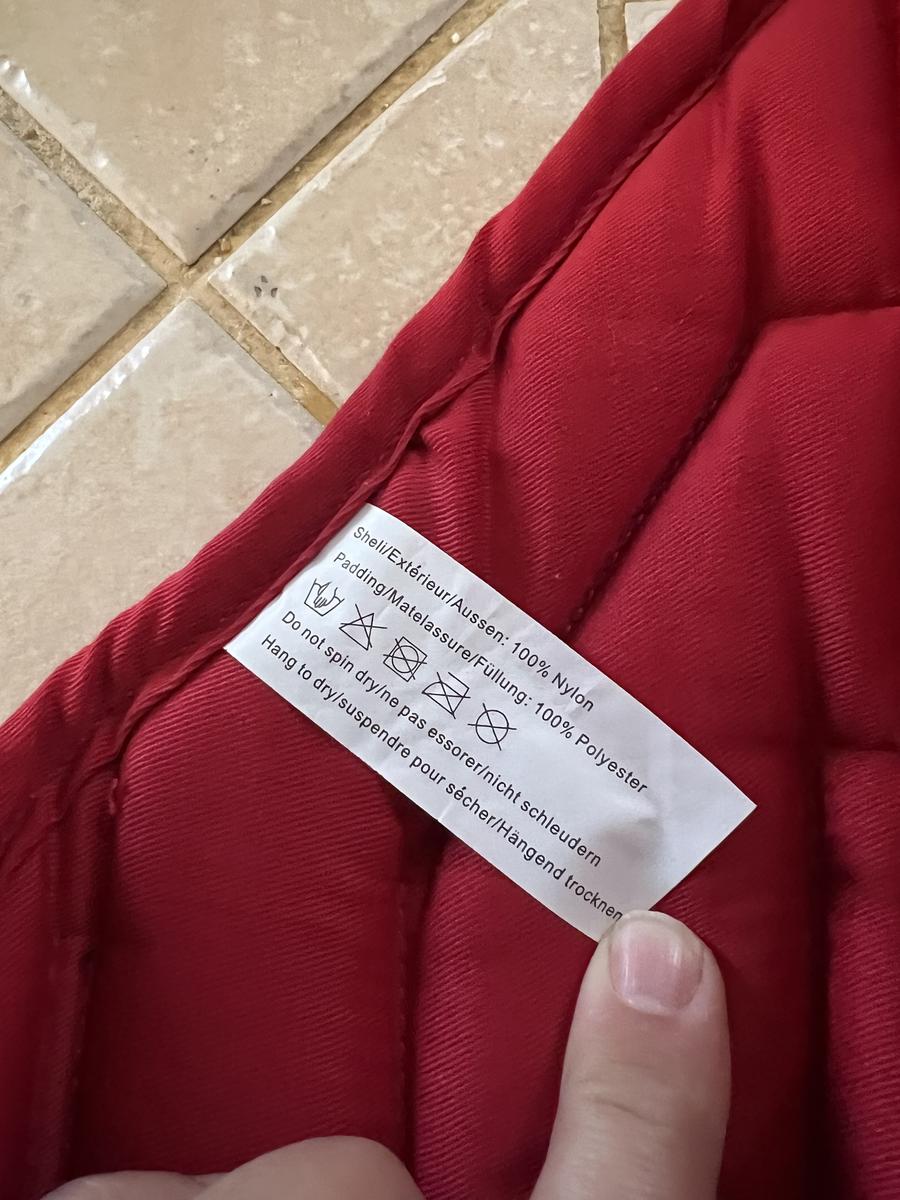 Sheli/Extérieur/Aussen: 100% Nylon
Padding/Matelassure/Füllung: 100% Polyester
Do not spin dry/ne pas essorer/nicht schleudern
Hang to dry/suspendre pour sécher/Hängend trocknen